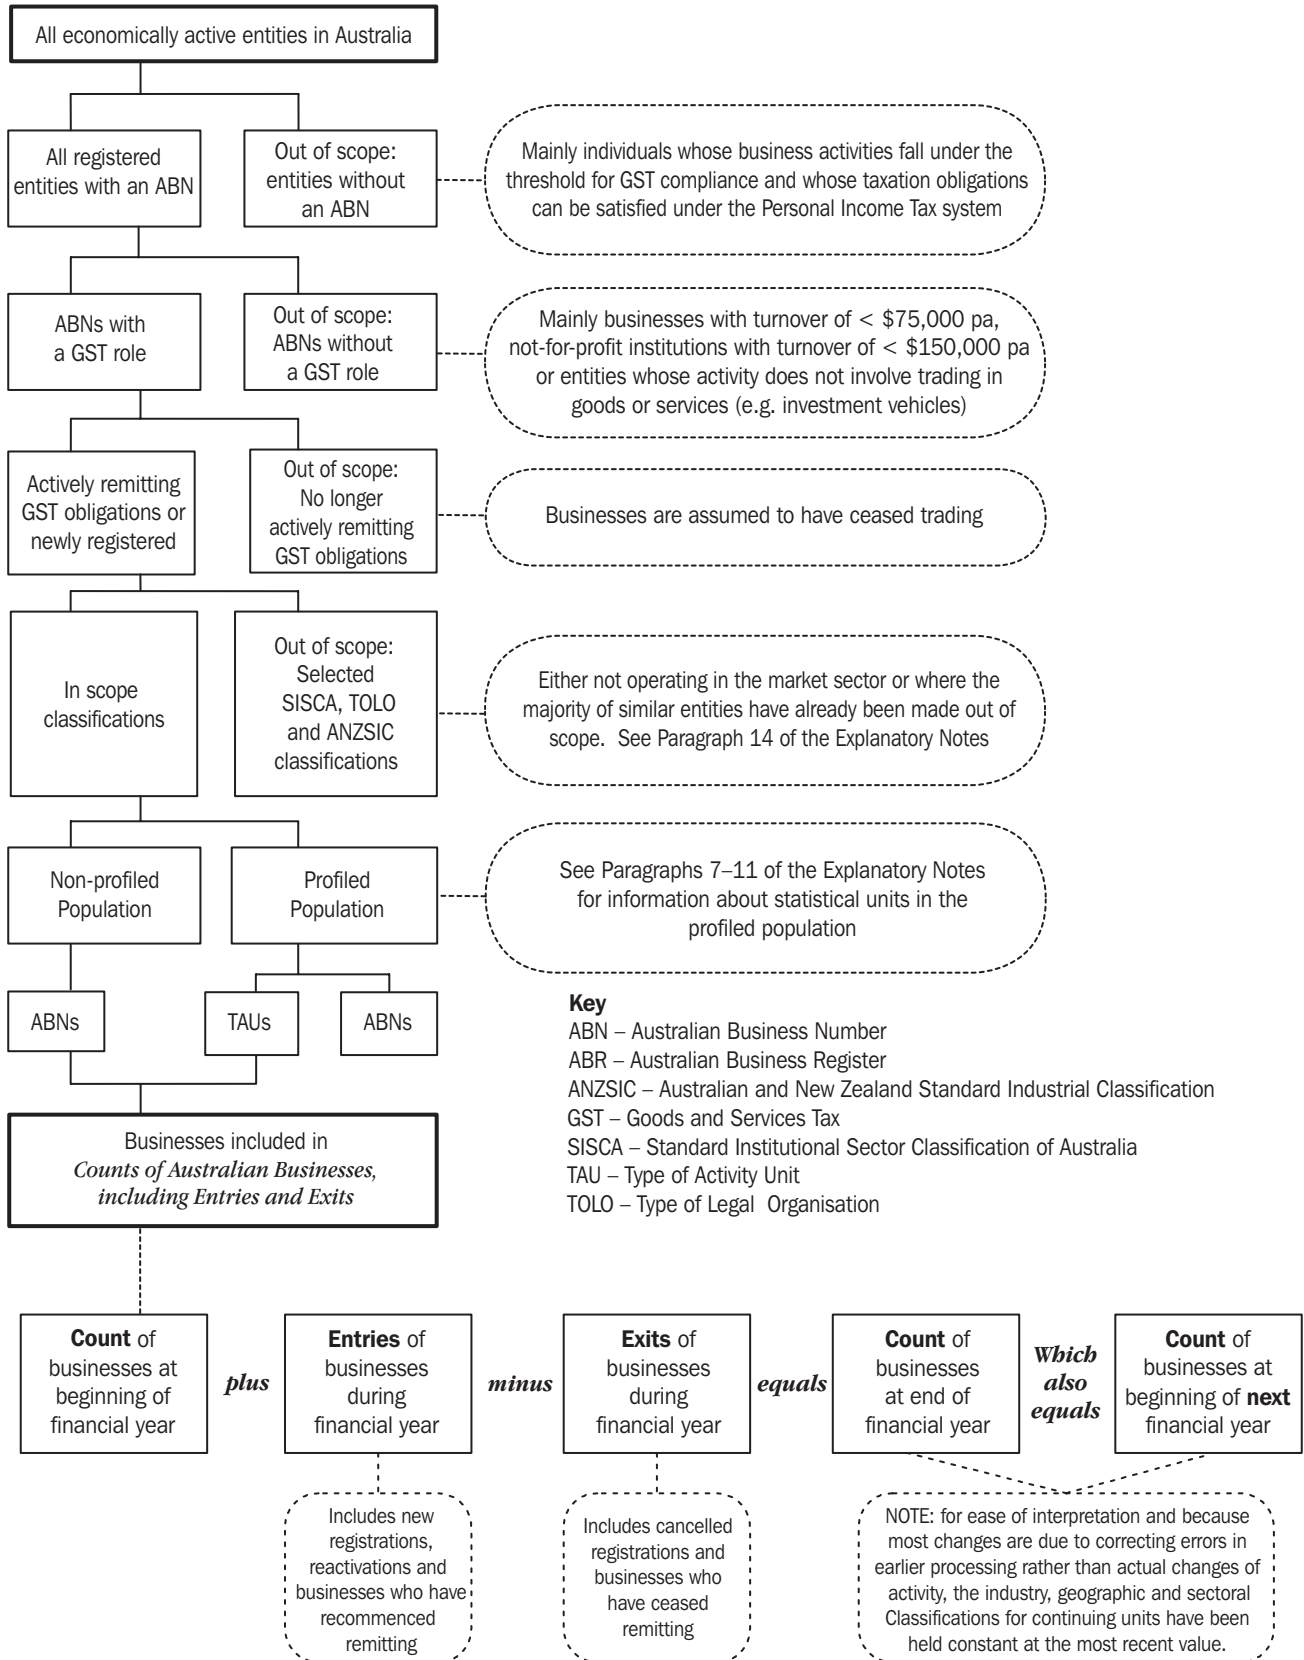 All economically active entities in Australia
All registered
entities with an ABN
Out of scope:
entities without
an ABN
Mainly individuals whose business activities fall under the
threshold for GST compliance and whose taxation obligations
can be satisfied under the Personal Income Tax system
ABNs with
a GST role
Out of scope:
ABNs without
a GST role
Mainly businesses with turnover of < $75,000 pa,
not-for-profit institutions with turnover of < $150,000 pa
or entities whose activity does not involve trading in
goods or services (e.g. investment vehicles)
Actively remitting
GST obligations or
newly registered
Out of scope:
No longer
actively remitting
GST obligations
Businesses are assumed to have ceased trading
In scope
classifications
Out of scope:
Selected
SISCA, TOLO
and ANZSIC
classifications
Either not operating in the market sector or where the
majority of similar entities have already been made out of
scope. See Paragraph 14 of the Explanatory Notes
Non-profiled
Population
Profiled
Population
See Paragraphs 7–11 of the Explanatory Notes
for information about statistical units in the
profiled population
ABNs
TAUs
ABNs
Key
ABN – Australian Business Number
ABR – Australian Business Register
ANZSIC – Australian and New Zealand Standard Industrial Classification
GST – Goods and Services Tax
SISCA – Standard Institutional Sector Classification of Australia
TAU – Type of Activity Unit
TOLO – Type of Legal Organisation
Businesses included in
Counts of Australian Businesses,
including Entries and Exits
Count of
businesses at
beginning of
financial year
plus
Entries of
businesses
during
financial year
minus
Exits of
businesses
during
financial year
equals
Count of
businesses
at end of
financial year
Which
also
equals
Count of
businesses at
beginning of next
financial year
Includes new
registrations,
reactivations and
businesses who have
recommenced
remitting
Includes cancelled
registrations and
businesses who
have ceased
remitting
NOTE: for ease of interpretation and because
most changes are due to correcting errors in
earlier processing rather than actual changes of
activity, the industry, geographic and sectoral
Classifications for continuing units have been
held constant at the most recent value.